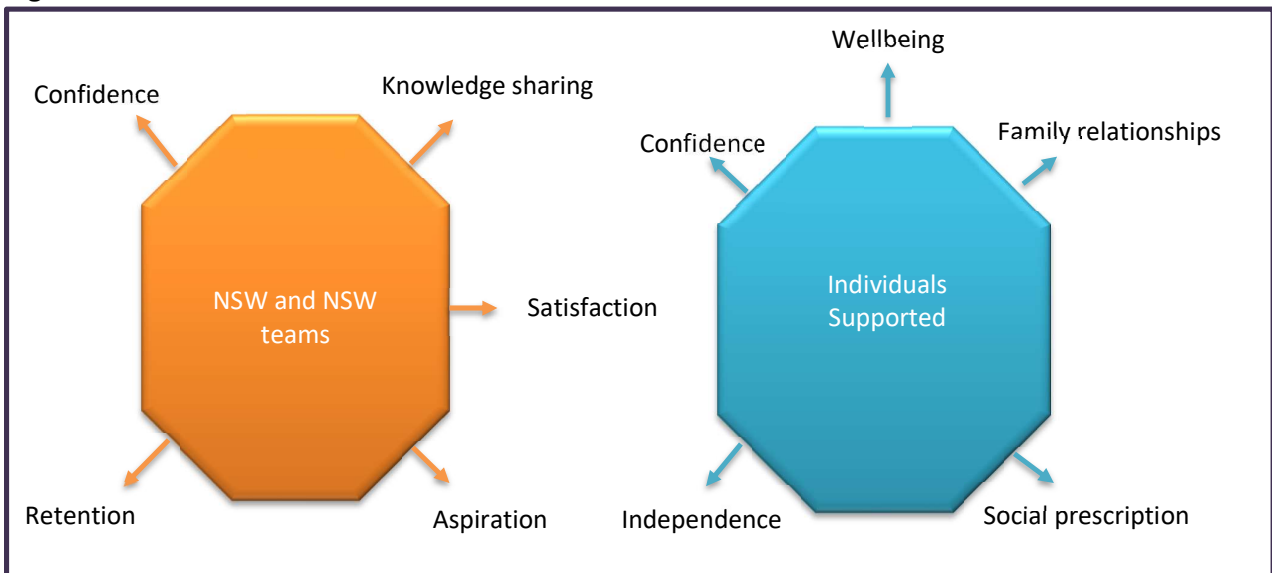 Wellbeing
Confidence
Knowledge sharing
Confidence
Family relationships
NSW and NSW
teams
Satisfaction
Individuals
Supported
Retention
Aspiration
Independence
Social prescription